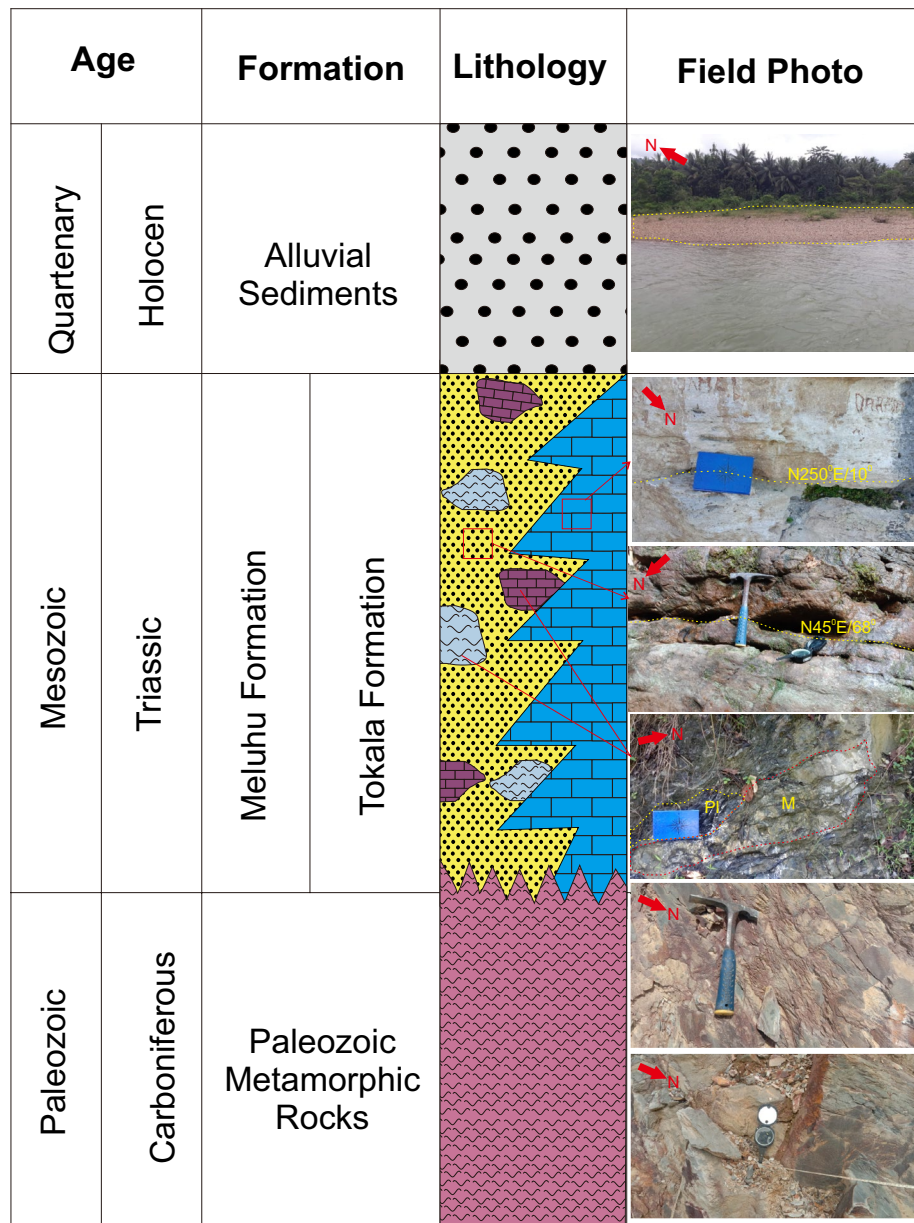 Age
Formation
Lithology
Field Photo
Quartenary
Holocen
Alluvial
Sediments
N
Mesozoic
Triassic
Meluhu Formation
Tokala Formation
N
N250°E/10°
N
N45°E/68°
N
Pl
M
Paleozoic
Carboniferous
Paleozoic
Metamorphic
Rocks
N
N